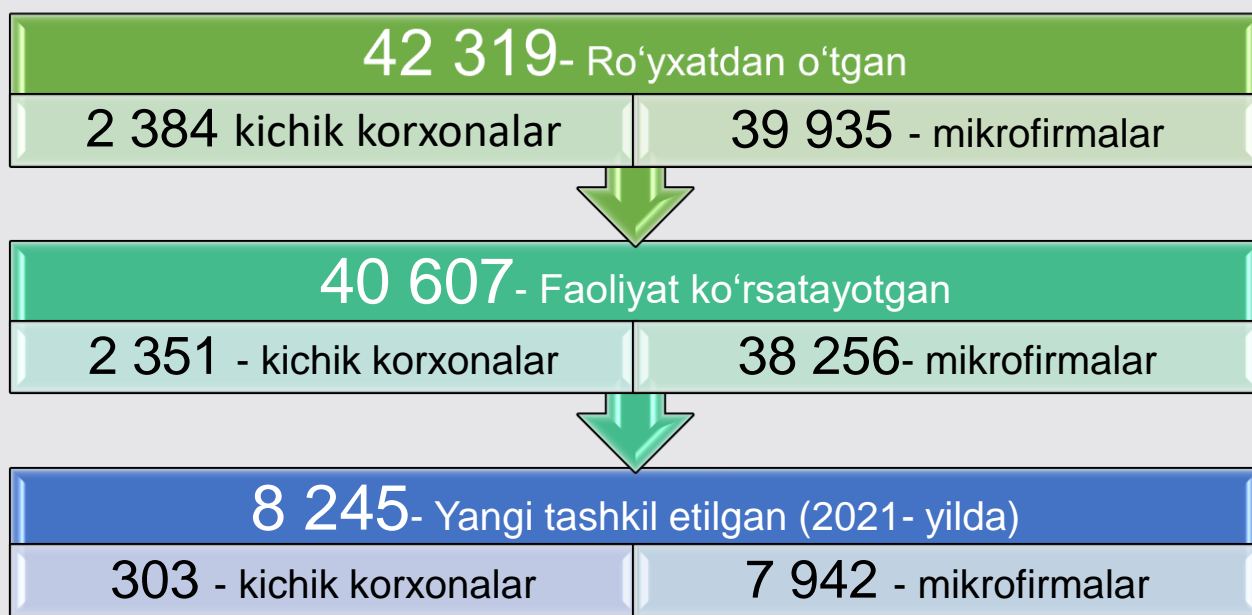 42 319- Ro‘yxatdan o‘tgan
2 384 kichik korxonalar
39 935 - mikrofirmalar
40 607- Faoliyat ko‘rsatayotgan
2 351 - kichik korxonalar
38 256- mikrofirmalar
8 245- Yangi tashkil etilgan (2021- yilda)
303 - kichik korxonalar
7 942 - mikrofirmalar